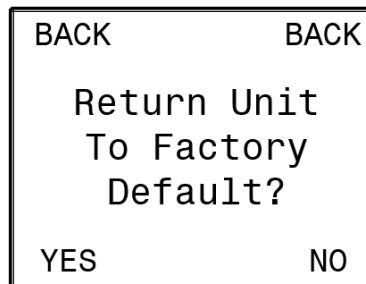 BACK BACK
Return Unit
To Factory
Default?
YES NO